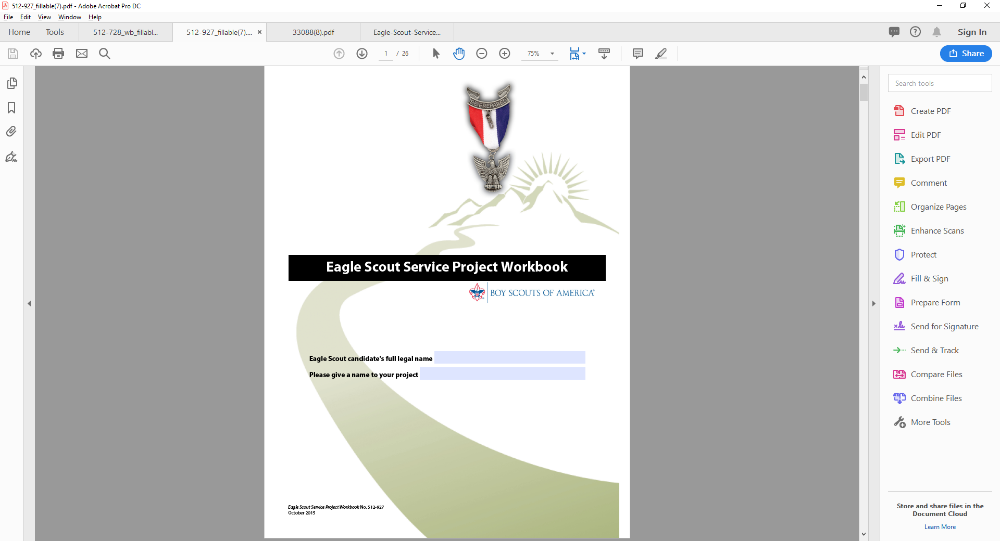 512-927_fillable(7).pdf - Adobe Acrobat Pro DC
File Edit View Window Help
Home Tools 512-728_wb_fillabl... 512-927_fillable(7).... × 33088(8).pdf Eagle-Scout-Service... Sign In
1 / 26 75% Share
Search tools
Create PDF
Edit PDF
Export PDF
Comment
Organize Pages
Enhance Scans
Protect
Fill & Sign
Prepare Form
Send for Signature
Send & Track
Compare Files
Combine Files
More Tools
Store and share files in the
Document Cloud
Learn More
BE PREPARED
BSA
Eagle Scout Service Project Workbook
BOY SCOUTS OF AMERICA®
Eagle Scout candidate's full legal name
Please give a name to your project
Eagle Scout Service Project Workbook No. 512-927
October 2015